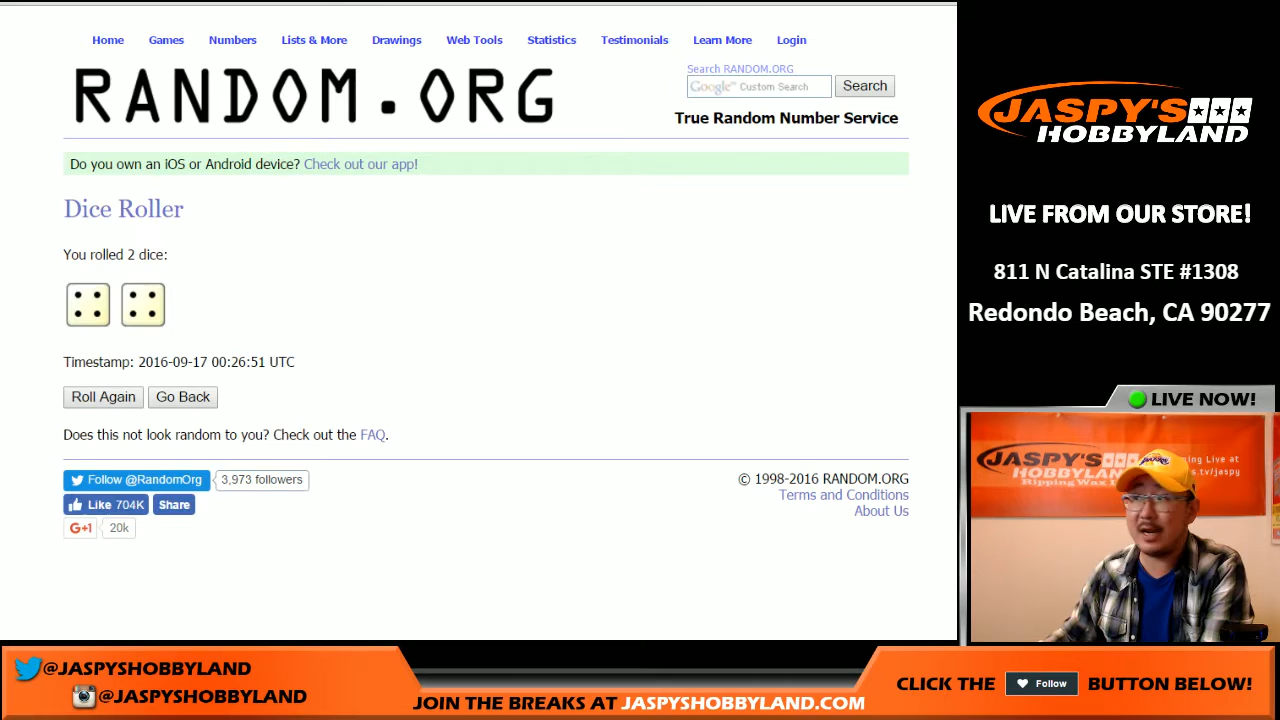 Home Games Numbers Lists & More Drawings Web Tools Statistics Testimonials Learn More Login
RANDOM.ORG
Search RANDOM.ORG
Google™ Custom Search Search
True Random Number Service
Do you own an iOS or Android device? Check out our app!
Dice Roller
You rolled 2 dice:
Timestamp: 2016-09-17 00:26:51 UTC
Roll Again Go Back
Does this not look random to you? Check out the FAQ.
Follow @RandomOrg 3,973 followers
Like 704K Share
G+1 20k
© 1998-2016 RANDOM.ORG
Terms and Conditions
About Us
JASPY'S
HOBBYLAND
LIVE FROM OUR STORE!
811 N Catalina STE #1308
Redondo Beach, CA 90277
LIVE NOW!
JASPY'S
HOBBYLAND
Ripping Wax
Live at
s.tv/jaspy
@JASPYSHOBBYLAND
@JASPYSHOBBYLAND
JOIN THE BREAKS AT JASPYSHOBBYLAND.COM
CLICK THE Follow BUTTON BELOW!